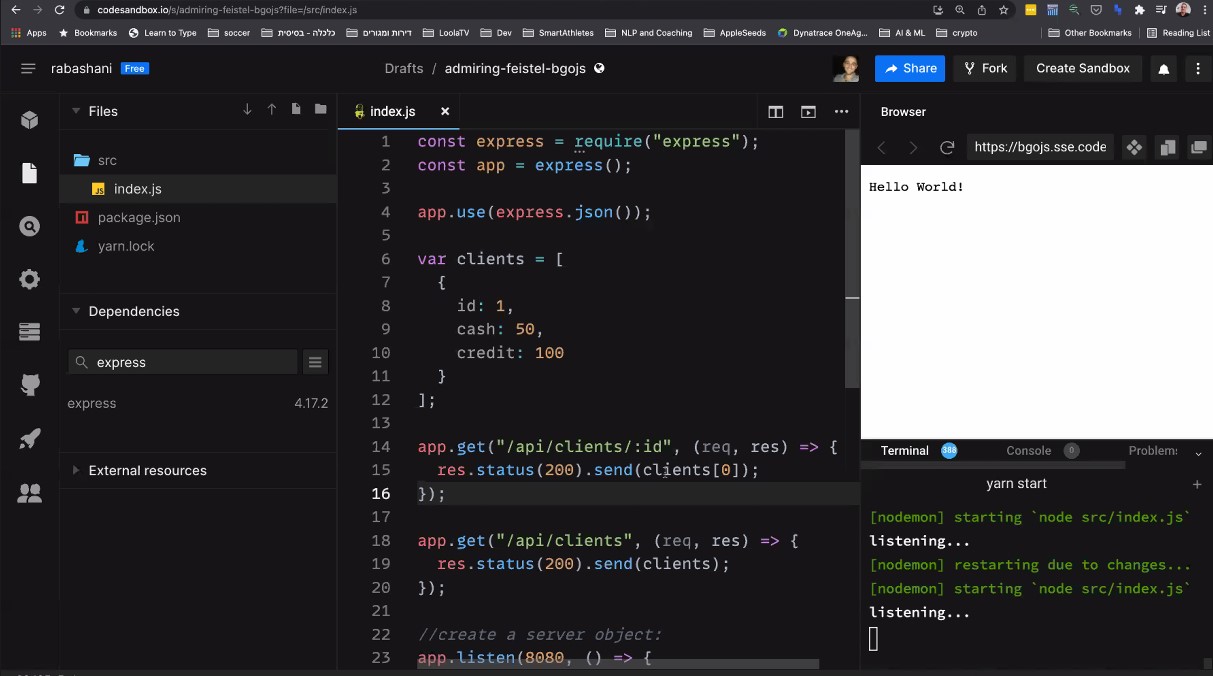 codesandbox.io/s/admiring-feistel-bgojs?file=/src/index.js
Apps Bookmarks Learn to Type soccer כלכלה - בסיסית דירות ומגורים LoolaTV Dev SmartAthletes NLP and Coaching AppleSeeds Dynatrace OneAg... AI & ML crypto Other Bookmarks Reading List
rabashani Free Drafts / admiring-feistel-bgojs Share Fork Create Sandbox
Files
src
index.js
package.json
yarn.lock
Dependencies
express
express 4.17.2
External resources
index.js
1 const express = require("express");
2 const app = express();
3
4 app.use(express.json());
5
6 var clients = [
7 {
8 id: 1,
9 cash: 50,
10 credit: 100
11 }
12 ];
13
14 app.get("/api/clients/:id", (req, res) => {
15 res.status(200).send(clients[0]);
16 });
17
18 app.get("/api/clients", (req, res) => {
19 res.status(200).send(clients);
20 });
21
22 //create a server object:
23 app.listen(8080, () => {
Browser
https://bgojs.sse.code
Hello World!
Terminal 388 Console 0 Problem
yarn start
[nodemon] starting `node src/index.js`
listening...
[nodemon] restarting due to changes...
[nodemon] starting `node src/index.js`
listening...